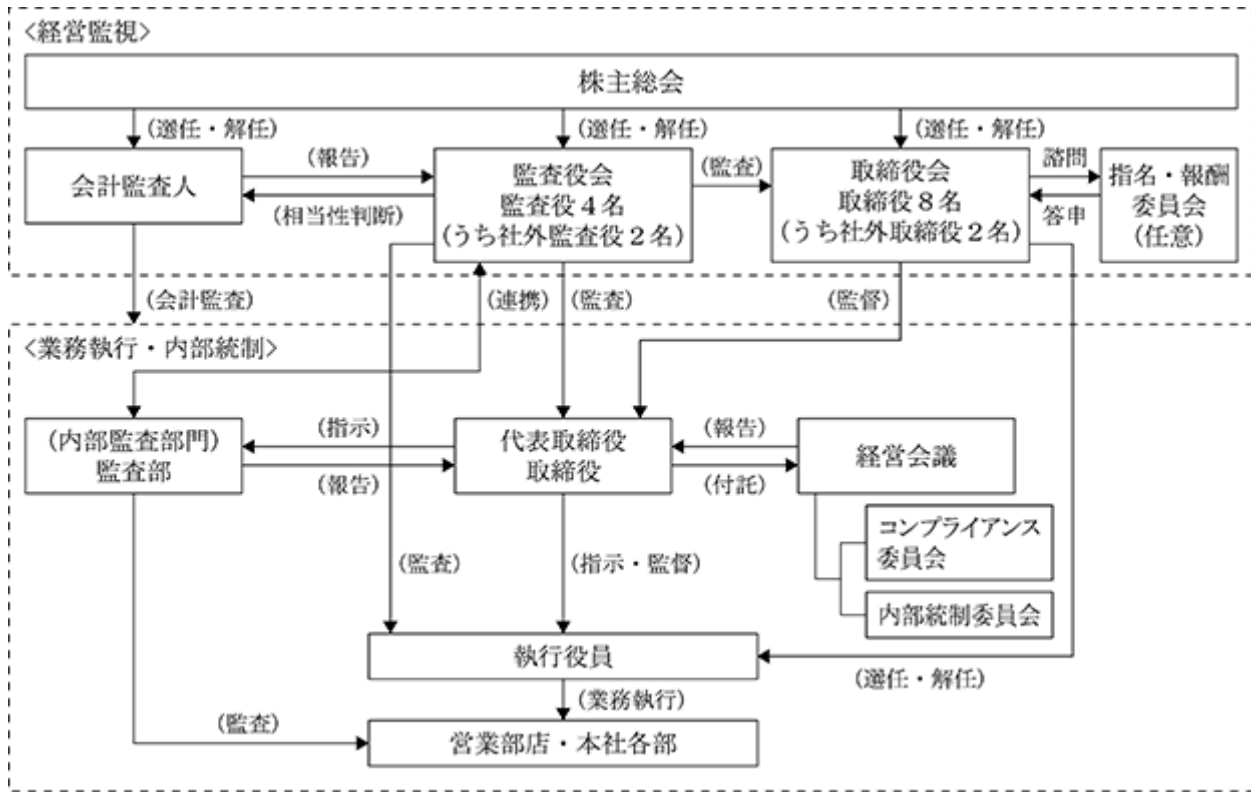 <経営監視>
株主総会
(選任・解任)
(選任・解任)
(選任・解任)
会計監査人
(報告)
(相当性判断)
監査役会
監査役4名
(うち社外監査役2名)
(監査)
取締役会
取締役8名
(うち社外取締役2名)
諮問
答申
指名・報酬
委員会
(任意)
(会計監査)
(連携)
(監査)
(監督)
<業務執行・内部統制>
(内部監査部門)
監査部
(指示)
(報告)
代表取締役
取締役
(報告)
(付託)
経営会議
コンプライアンス
委員会
内部統制委員会
(監査)
(指示・監督)
執行役員
(選任・解任)
(業務執行)
(監査)
営業部店・本社各部